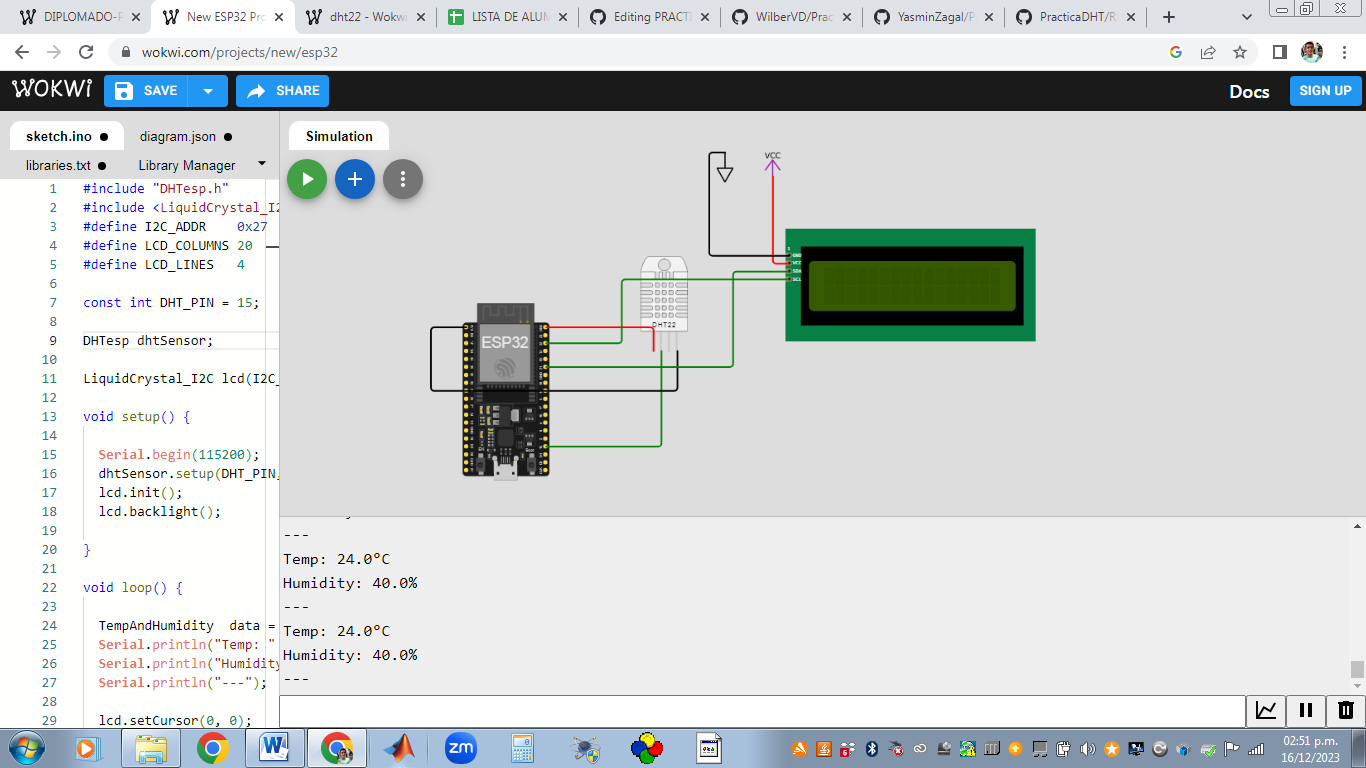 DIPLOMADO-F
New ESP32 Pro
dht22 - Wokwi
LISTA DE ALUM
Editing PRACTI
WilberVD/Prac
YasminZagal/P
PracticaDHT/R
wokwi.com/projects/new/esp32
WOKWi
SAVE
SHARE
Docs
SIGN UP
sketch.ino
diagram.json
libraries.txt
Library Manager
Simulation
1 #include "DHTesp.h"
2 #include <LiquidCrystal_I2
3 #define I2C_ADDR 0x27
4 #define LCD_COLUMNS 20
5 #define LCD_LINES 4
6
7 const int DHT_PIN = 15;
8
9 DHTesp dhtSensor;
10
11 LiquidCrystal_I2C lcd(I2C_
12
13 void setup() {
14
15 Serial.begin(115200);
16 dhtSensor.setup(DHT_PIN,
17 lcd.init();
18 lcd.backlight();
19
20 }
21
22 void loop() {
23
24 TempAndHumidity data =
25 Serial.println("Temp: "
26 Serial.println("Humidity
27 Serial.println("---");
28
29 lcd.setCursor(0, 0);
VCC
GND
VCC
SDA
SCL
DHT22
ESP32
---
Temp: 24.0°C
Humidity: 40.0%
---
Temp: 24.0°C
Humidity: 40.0%
---
zm
02:51 p.m.
16/12/2023